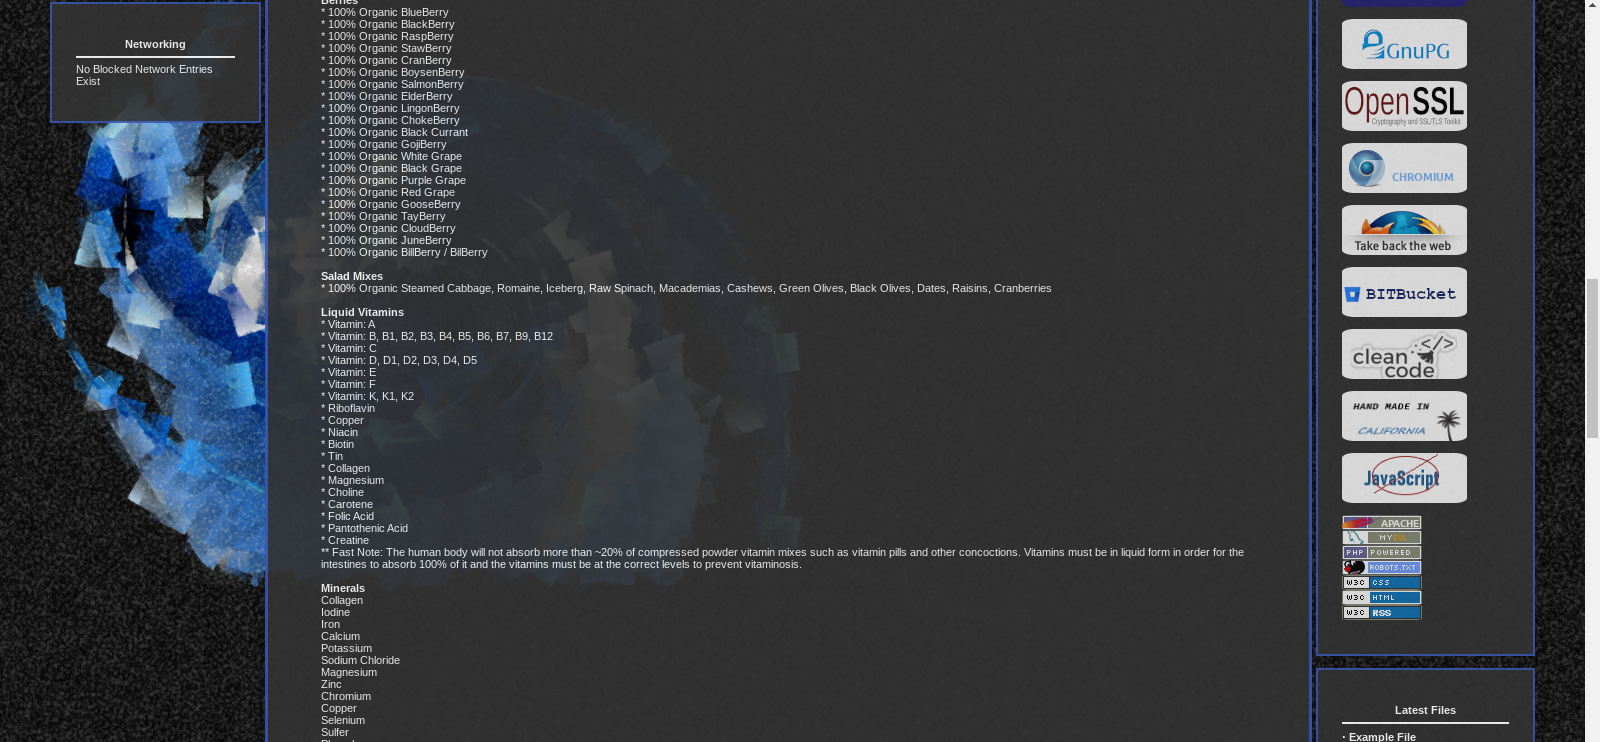 Networking
No Blocked Network Entries
Exist
Berries
* 100% Organic BlueBerry
* 100% Organic BlackBerry
* 100% Organic RaspBerry
* 100% Organic StawBerry
* 100% Organic CranBerry
* 100% Organic BoysenBerry
* 100% Organic SalmonBerry
* 100% Organic ElderBerry
* 100% Organic LingonBerry
* 100% Organic ChokeBerry
* 100% Organic Black Currant
* 100% Organic GojiBerry
* 100% Organic White Grape
* 100% Organic Black Grape
* 100% Organic Purple Grape
* 100% Organic Red Grape
* 100% Organic GooseBerry
* 100% Organic TayBerry
* 100% Organic CloudBerry
* 100% Organic JuneBerry
* 100% Organic BillBerry / BilBerry
Salad Mixes
* 100% Organic Steamed Cabbage, Romaine, Iceberg, Raw Spinach, Macademias, Cashews, Green Olives, Black Olives, Dates, Raisins, Cranberries
Liquid Vitamins
* Vitamin: A
* Vitamin: B, B1, B2, B3, B4, B5, B6, B7, B9, B12
* Vitamin: C
* Vitamin: D, D1, D2, D3, D4, D5
* Vitamin: E
* Vitamin: F
* Vitamin: K, K1, K2
* Riboflavin
* Copper
* Niacin
* Biotin
* Tin
* Collagen
* Magnesium
* Choline
* Carotene
* Folic Acid
* Pantothenic Acid
* Creatine
** Fast Note: The human body will not absorb more than ~20% of compressed powder vitamin mixes such as vitamin pills and other concoctions. Vitamins must be in liquid form in order for the
intestines to absorb 100% of it and the vitamins must be at the correct levels to prevent vitaminosis.
Minerals
Collagen
Iodine
Iron
Calcium
Potassium
Sodium Chloride
Magnesium
Zinc
Chromium
Copper
Selenium
Sulfer
GnuPG
OpenSSL
Cryptography and SSL/TLS Toolkit
CHROMIUM
Take back the web
BITBucket
clean </>
code
HAND MADE IN
CALIFORNIA
JavaScript
APACHE
MYSQL
PHP POWERED
ROBOTS.TXT
W3C CSS
W3C HTML
W3C RSS
Latest Files
· Example File